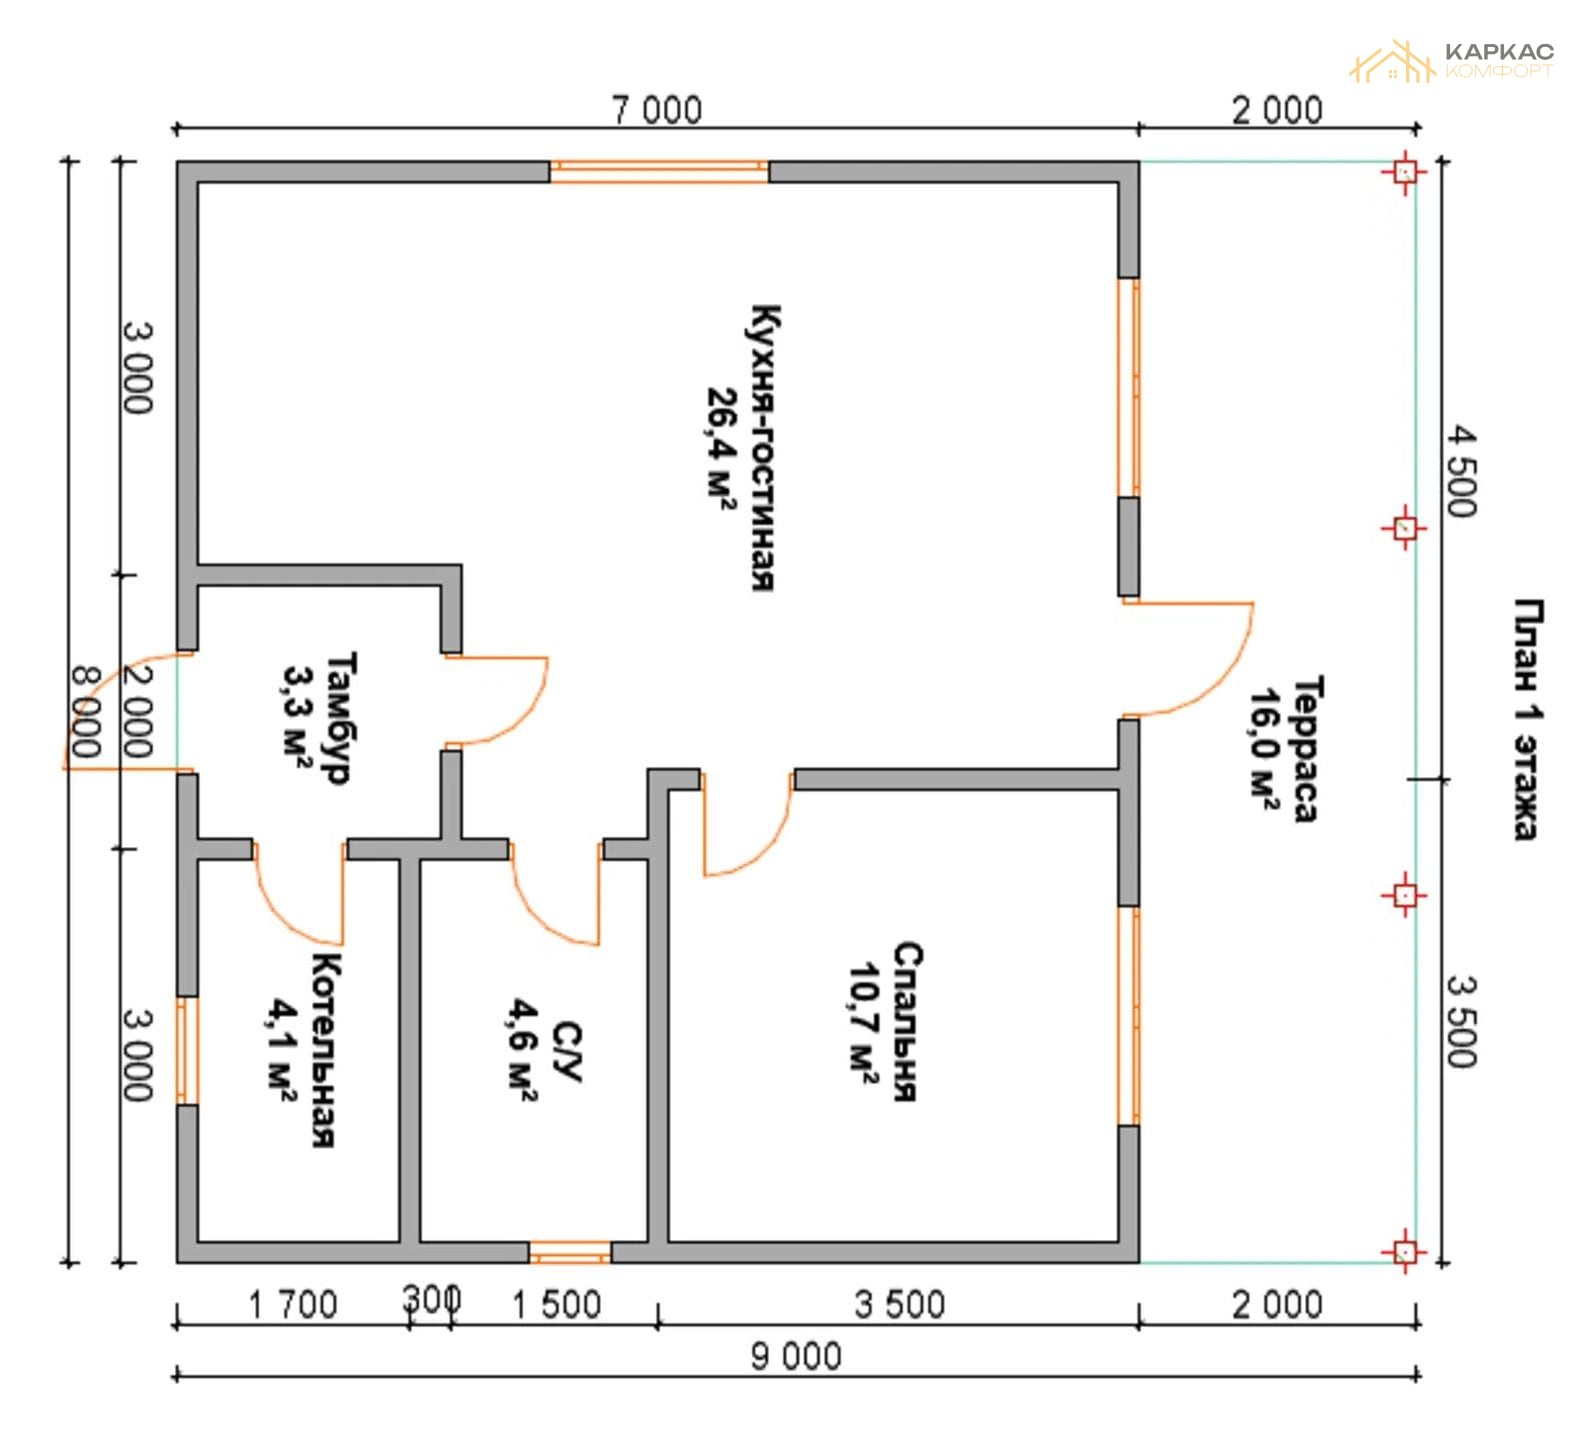 КАРКАС
КОМФОРТ
7 000
2 000
3 000
2 000
3 000
8 000
Кухня-гостиная
26,4 м²
Тамбур
3,3 м²
Терраса
16,0 м²
Котельная
4,1 м²
С/У
4,6 м²
Спальня
10,7 м²
4 500
3 500
План 1 этажа
1 700
300
1 500
3 500
2 000
9 000